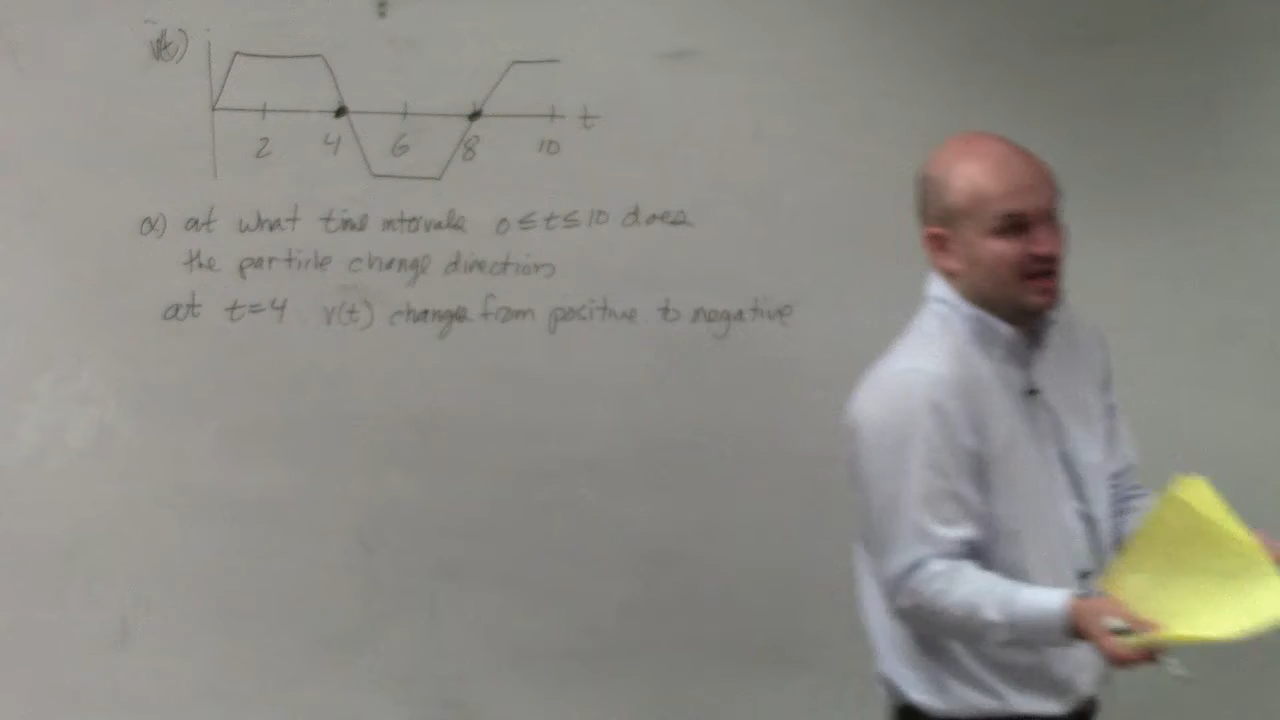 v(t)
2 4 6 8 10 t
a) at what time intervals 0 ≤ t ≤ 10 does
the particle change directions
at t=4 v(t) changes from positive to negative